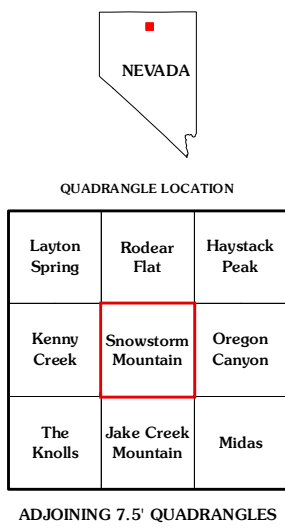 NEVADA
QUADRANGLE LOCATION
Layton
Spring
Rodear
Flat
Haystack
Peak
Kenny
Creek
Snowstorm
Mountain
Oregon
Canyon
The
Knolls
Jake Creek
Mountain
Midas
ADJOINING 7.5' QUADRANGLES